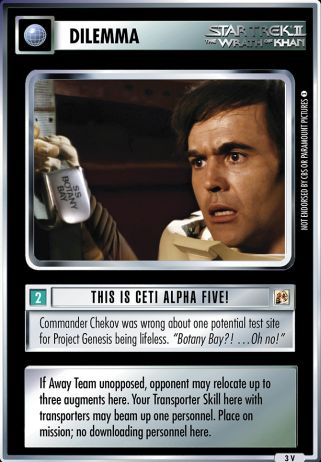 DILEMMA
STAR TREK II
THE WRATH OF KHAN
SS
BOTANY
BAY
NOT ENDORSED BY CBS OR PARAMOUNT PICTURES
2
THIS IS CETI ALPHA FIVE!
Commander Chekov was wrong about one potential test site
for Project Genesis being lifeless. "Botany Bay?! ...Oh no!"
If Away Team unopposed, opponent may relocate up to
three augments here. Your Transporter Skill here with
transporters may beam up one personnel. Place on
mission; no downloading personnel here.
3 V